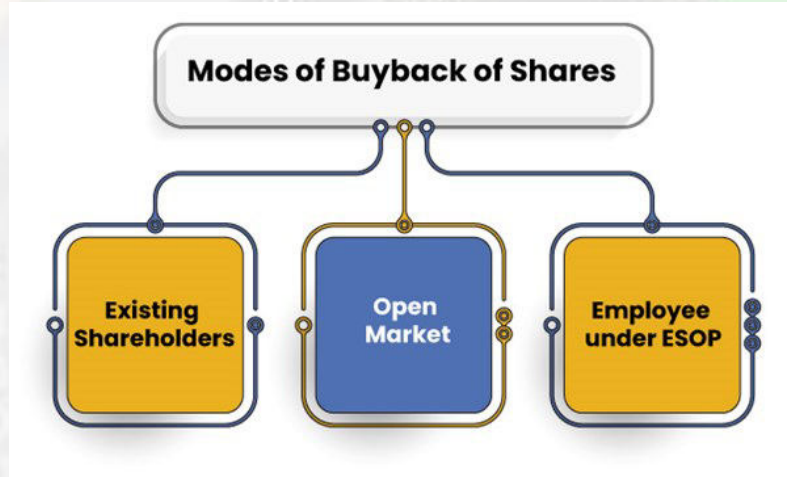 Modes of Buyback of Shares
Existing
Shareholders
Open
Market
Employee
under ESOP